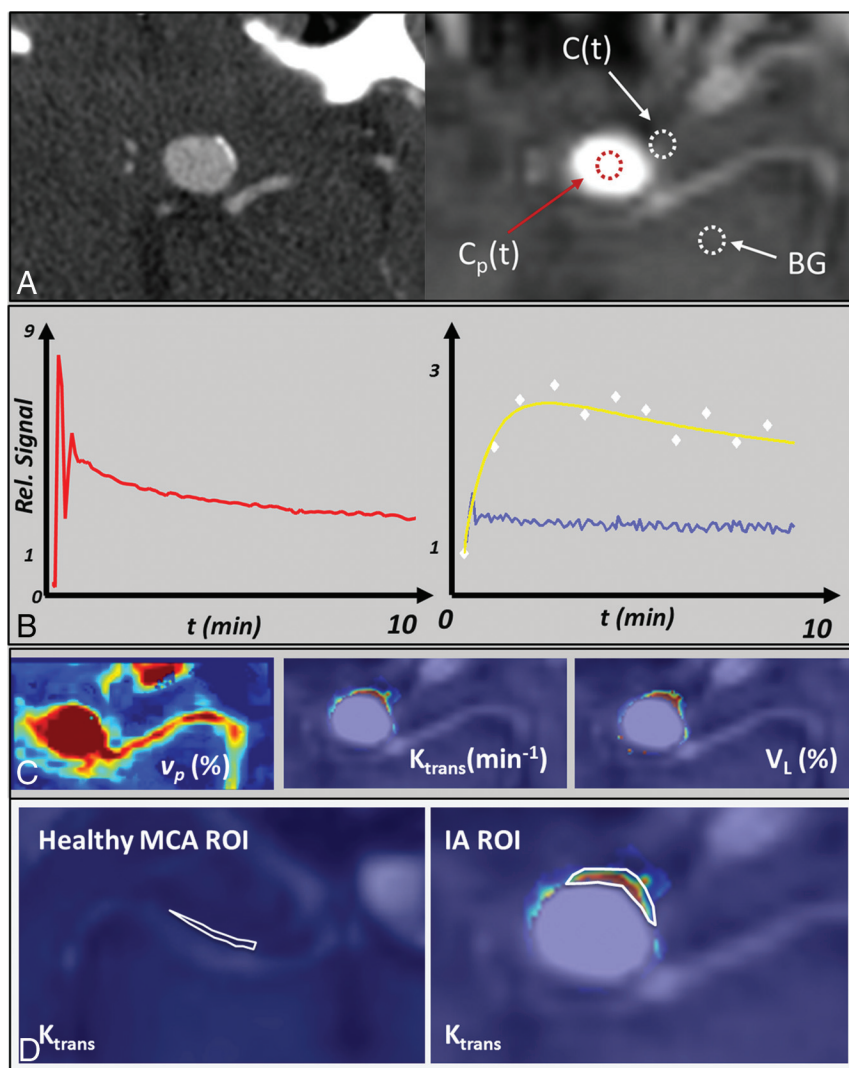 C(t)
Cp(t)
BG
A
9
Rel. Signal
1
0
t (min)
10
B
3
1
0
t (min)
10
C
vp (%)
Ktrans(min-1)
VL (%)
Healthy MCA ROI
Ktrans
D
IA ROI
Ktrans